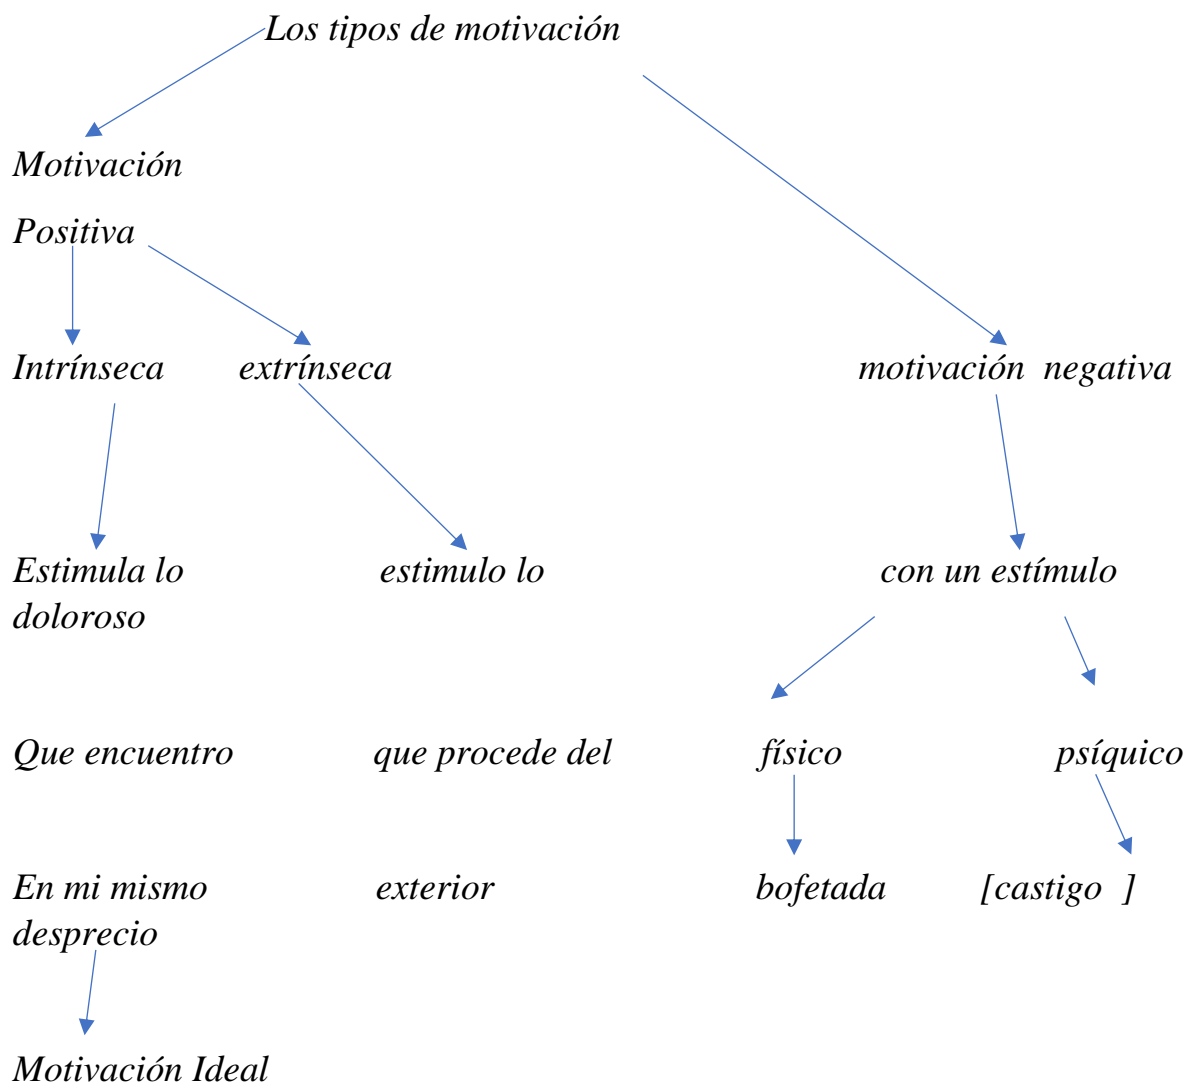 Los tipos de motivación
Motivación
Positiva
Intrínseca extrínseca motivación negativa
Estimula lo estimulo lo con un estímulo
doloroso
Que encuentro que procede del físico psíquico
En mi mismo exterior bofetada [castigo ]
desprecio
Motivación Ideal